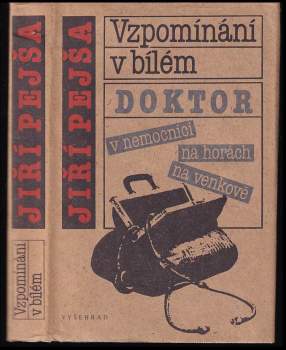 JIŘÍ PEJŠA
Vzpomínání
v bílém
JIŘÍ PEJŠA
Vzpomínání
v bílém
DOKTOR
v nemocnici
na horách
na venkově
VYŠEHRAD